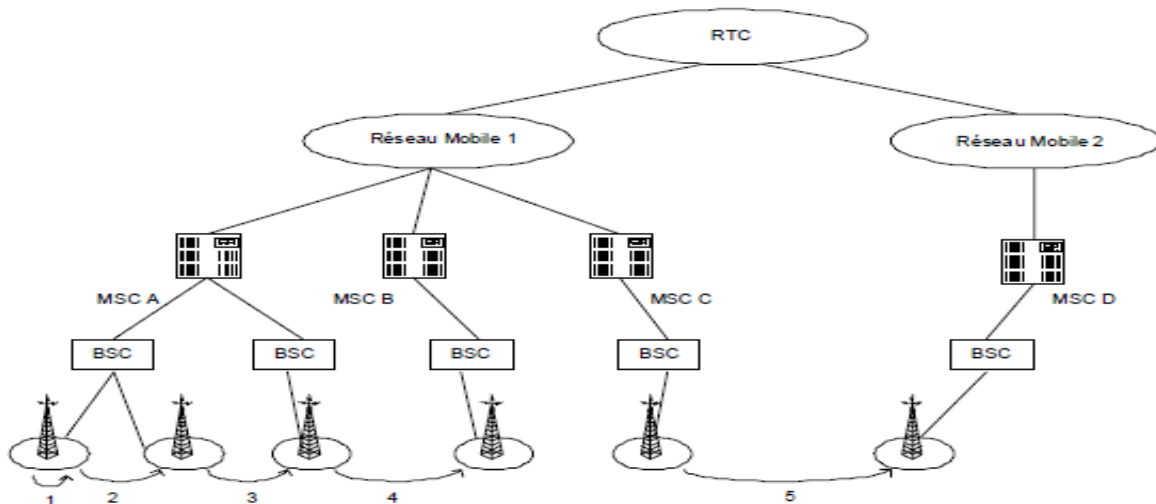 RTC
Réseau Mobile 1
Réseau Mobile 2
MSC A
MSC B
MSC C
MSC D
BSC
BSC
BSC
BSC
BSC
1
2
3
4
5